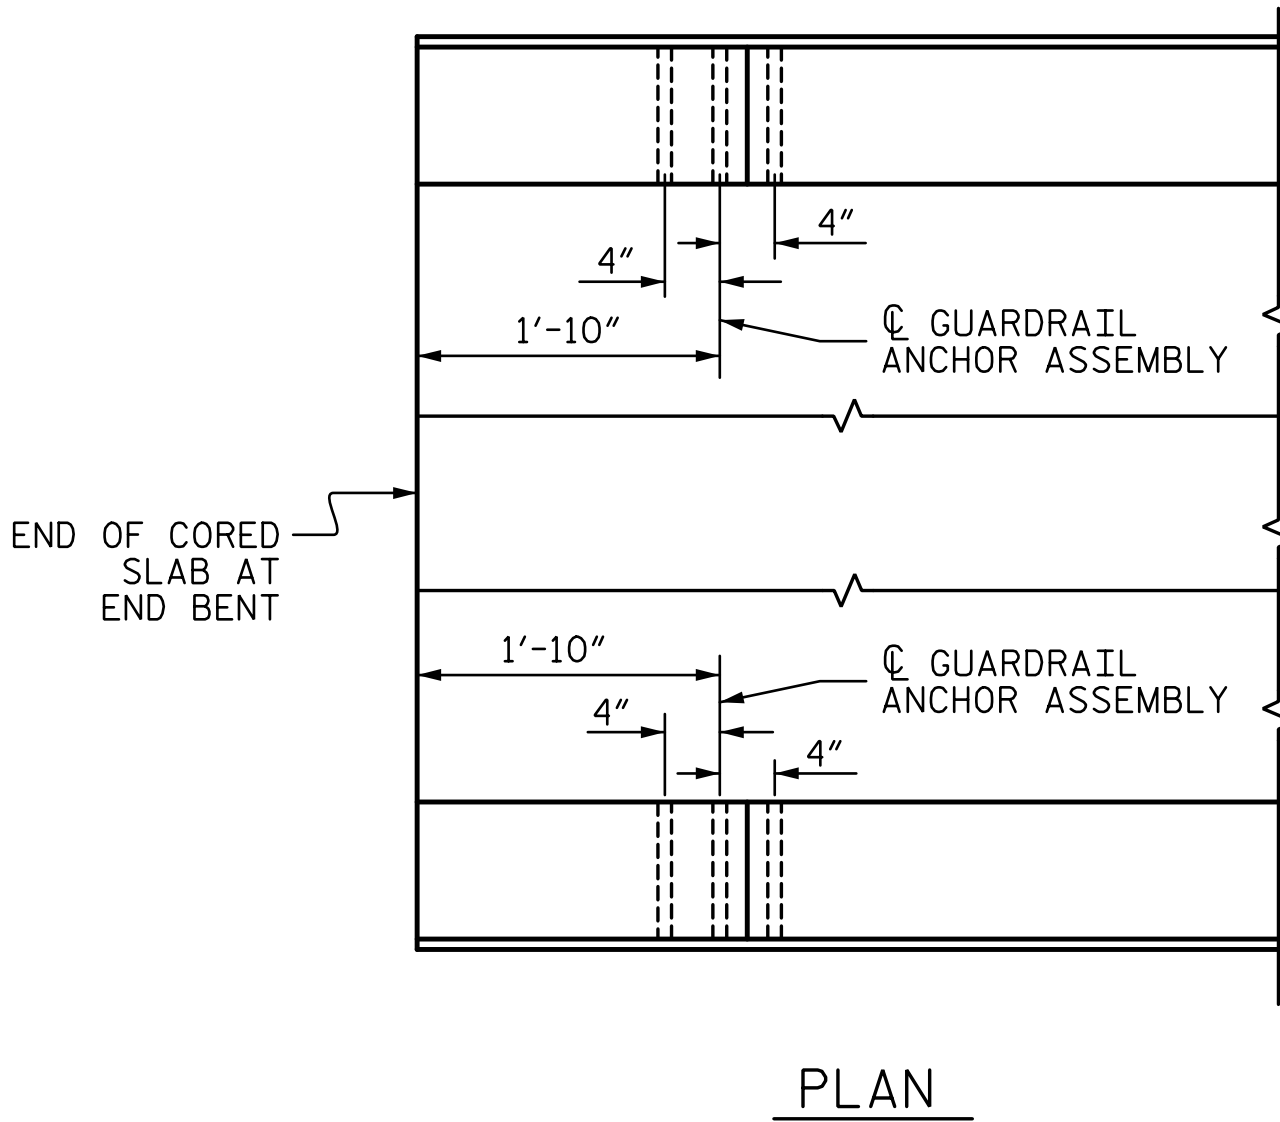 4″
4″
1′-10″
℄ GUARDRAIL
ANCHOR ASSEMBLY
END OF CORED
SLAB AT
END BENT
1′-10″
℄ GUARDRAIL
ANCHOR ASSEMBLY
4″
4″
PLAN